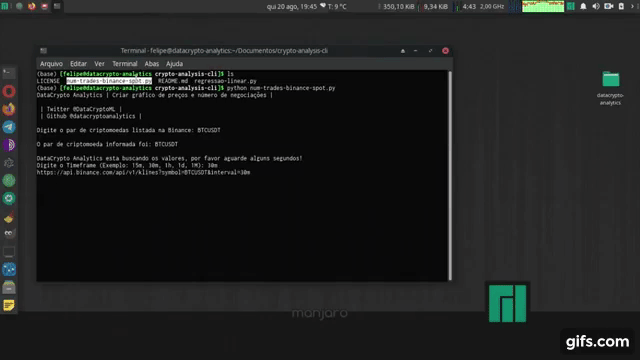 qui 20 ago, 19:45 T: 9 °C 350,10 KiB 9,34 KiB 4:43 2,00 GHz
Terminal - felipe@datacrypto-analytics:~/Documentos/crypto-analysis-cli
Arquivo Editar Ver Terminal Abas Ajuda
(base) [felipe@datacrypto-analytics crypto-analysis-cli]$ ls
LICENSE num-trades-binance-spot.py README.md regressao-linear.py
(base) [felipe@datacrypto-analytics crypto-analysis-cli]$ python num-trades-binance-spot.py
DataCrypto Analytics | Criar gráfico de preços e número de negociações |
| Twitter @DataCryptoML |
| Github @datacryptoanalytics |
Digite o par de criptomoedas listada na Binance: BTCUSDT
O par de criptomoeda informada foi: BTCUSDT
DataCrypto Analytics esta buscando os valores, por favor aguarde alguns segundos!
Digite o Timeframe (Exemplo: 15m, 30m, 1h, 1d, 1M): 30m
https://api.binance.com/api/v1/klines?symbol=BTCUSDT&interval=30m
datacrypto-
analytics
manjaro
gifs.com